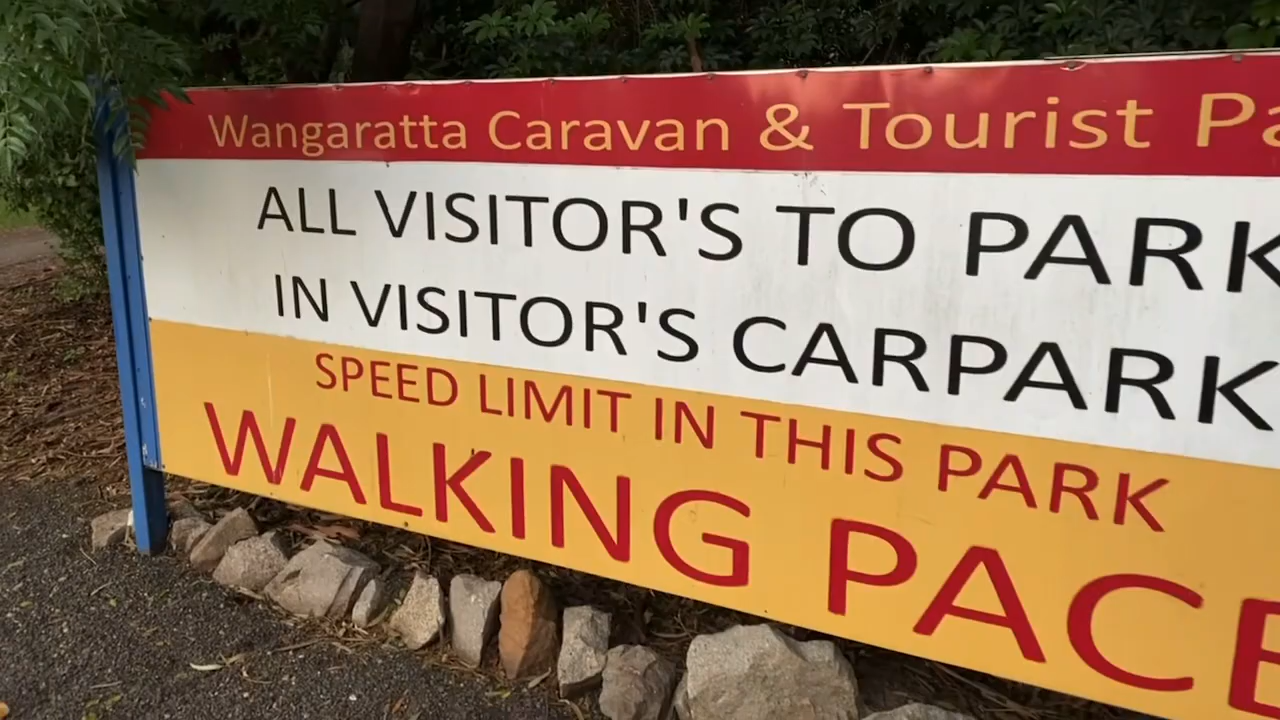 Wangaratta Caravan & Tourist Pa
ALL VISITOR'S TO PARK
IN VISITOR'S CARPARK
SPEED LIMIT IN THIS PARK
WALKING PACE